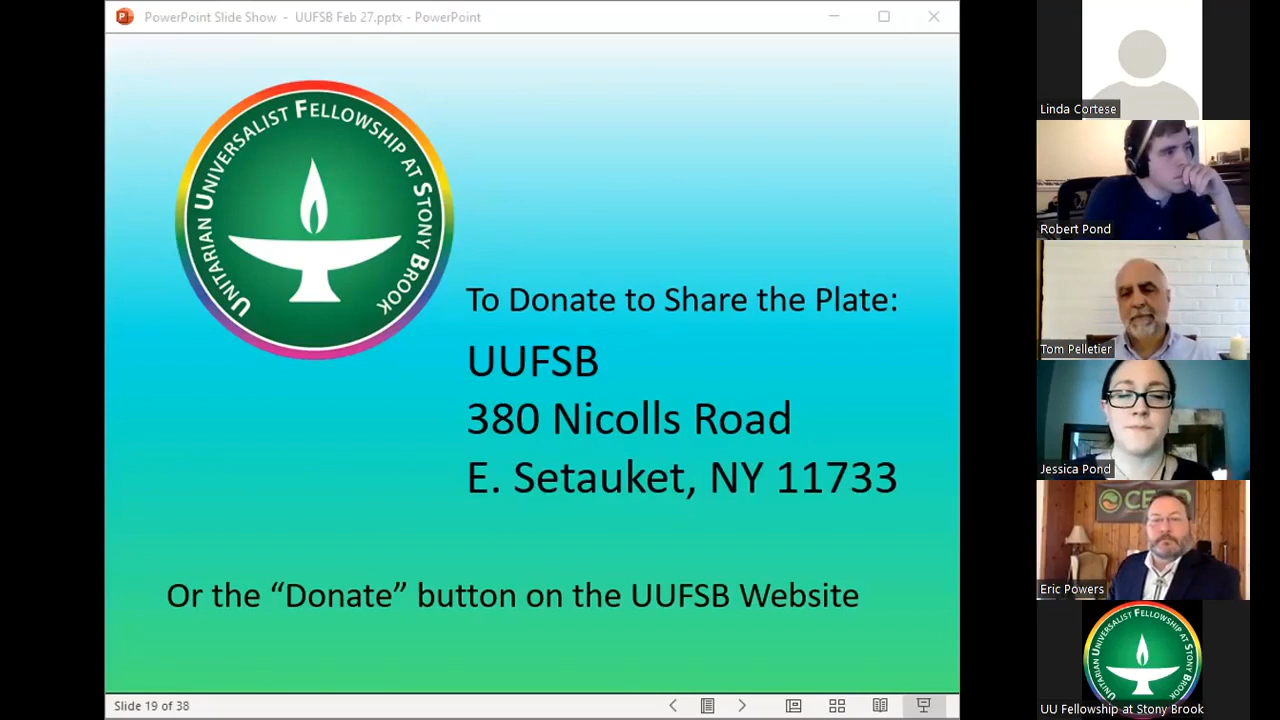 PowerPoint Slide Show - UUFSB Feb 27.pptx - PowerPoint
UNITARIAN UNIVERSALIST FELLOWSHIP AT STONY BROOK
To Donate to Share the Plate:
UUFSB
380 Nicolls Road
E. Setauket, NY 11733
Or the “Donate” button on the UUFSB Website
Slide 19 of 38
Linda Cortese
Robert Pond
Tom Pelletier
Jessica Pond
Eric Powers
UNITARIAN UNIVERSALIST FELLOWSHIP AT STONY BROOK
UU Fellowship at Stony Brook